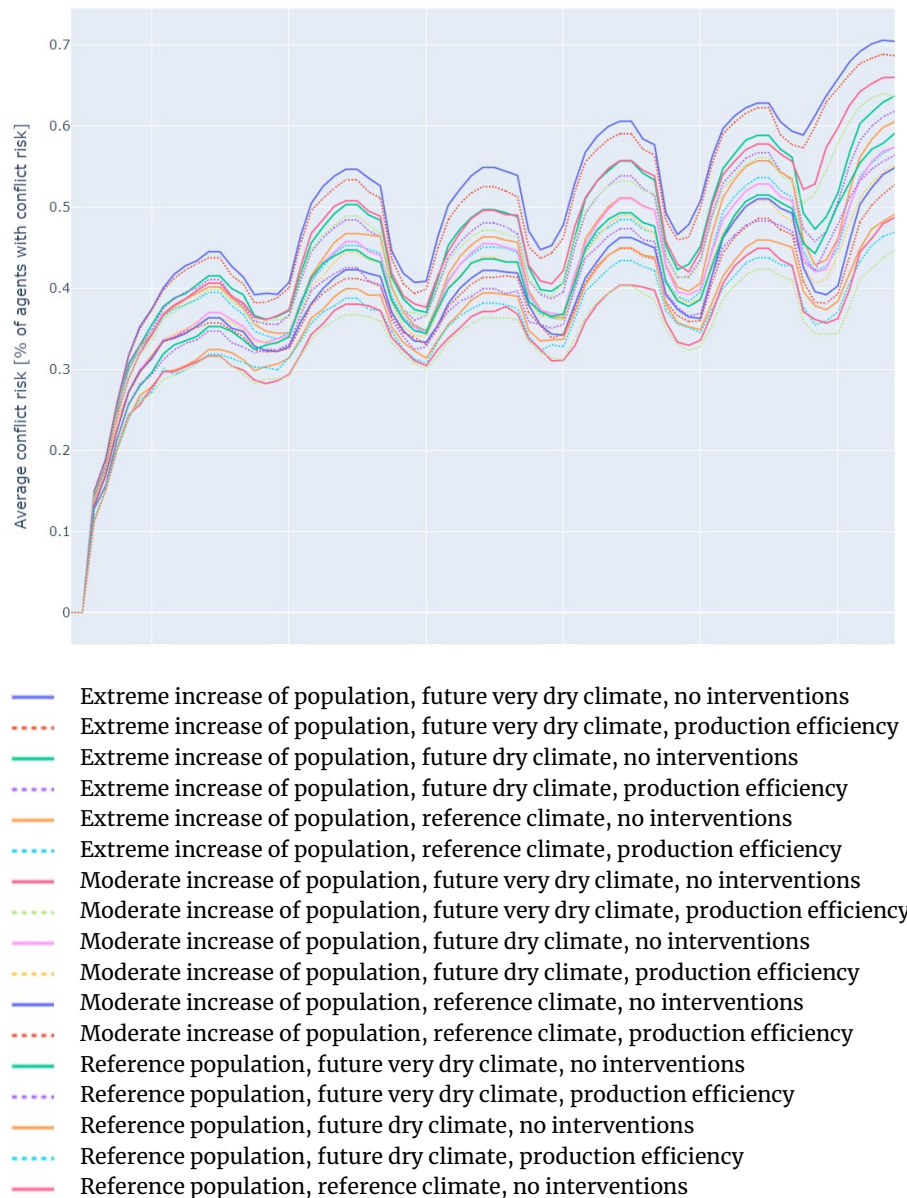 0.7
0.6
0.5
0.4
0.3
0.2
0.1
0
Average conflict risk [% of agents with conflict risk]
Extreme increase of population, future very dry climate, no interventions
Extreme increase of population, future very dry climate, production efficiency
Extreme increase of population, future dry climate, no interventions
Extreme increase of population, future dry climate, production efficiency
Extreme increase of population, reference climate, no interventions
Extreme increase of population, reference climate, production efficiency
Moderate increase of population, future very dry climate, no interventions
Moderate increase of population, future very dry climate, production efficiency
Moderate increase of population, future dry climate, no interventions
Moderate increase of population, future dry climate, production efficiency
Moderate increase of population, reference climate, no interventions
Moderate increase of population, reference climate, production efficiency
Reference population, future very dry climate, no interventions
Reference population, future very dry climate, production efficiency
Reference population, future dry climate, no interventions
Reference population, future dry climate, production efficiency
Reference population, reference climate, no interventions